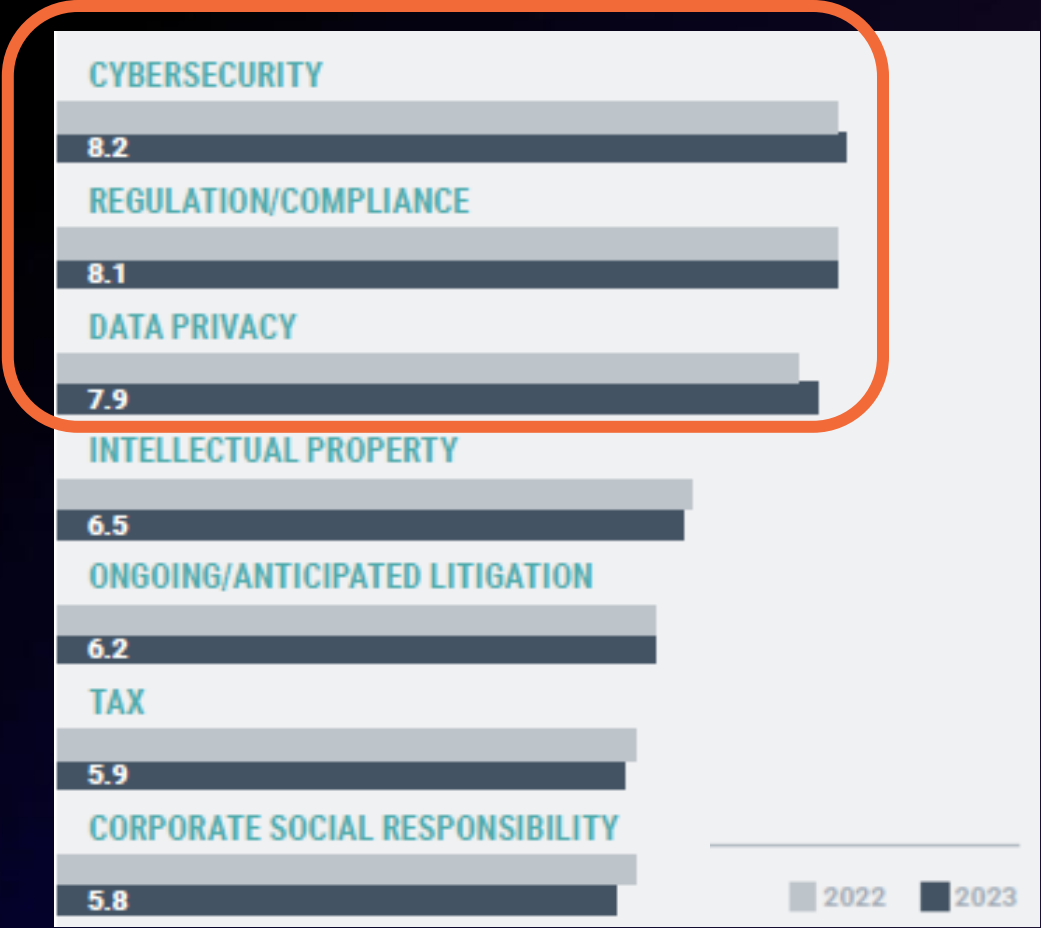 CYBERSECURITY
8.2
REGULATION/COMPLIANCE
8.1
DATA PRIVACY
7.9
INTELLECTUAL PROPERTY
6.5
ONGOING/ANTICIPATED LITIGATION
6.2
TAX
5.9
CORPORATE SOCIAL RESPONSIBILITY
5.8
2022 2023